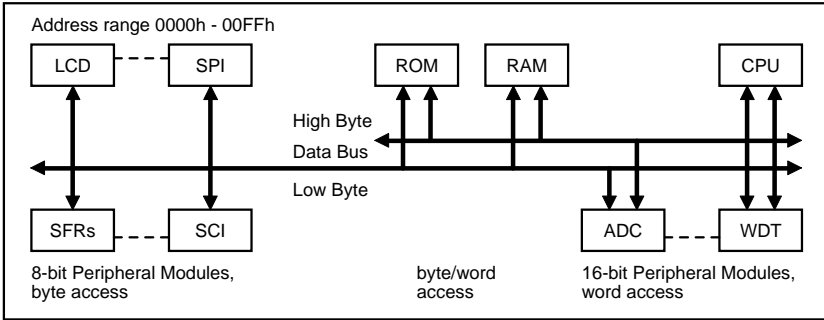 Address range 0000h - 00FFh
LCD SPI ROM RAM CPU
High Byte
Data Bus
Low Byte
SFRs SCI ADC WDT
8-bit Peripheral Modules,
byte access
byte/word
access
16-bit Peripheral Modules,
word access